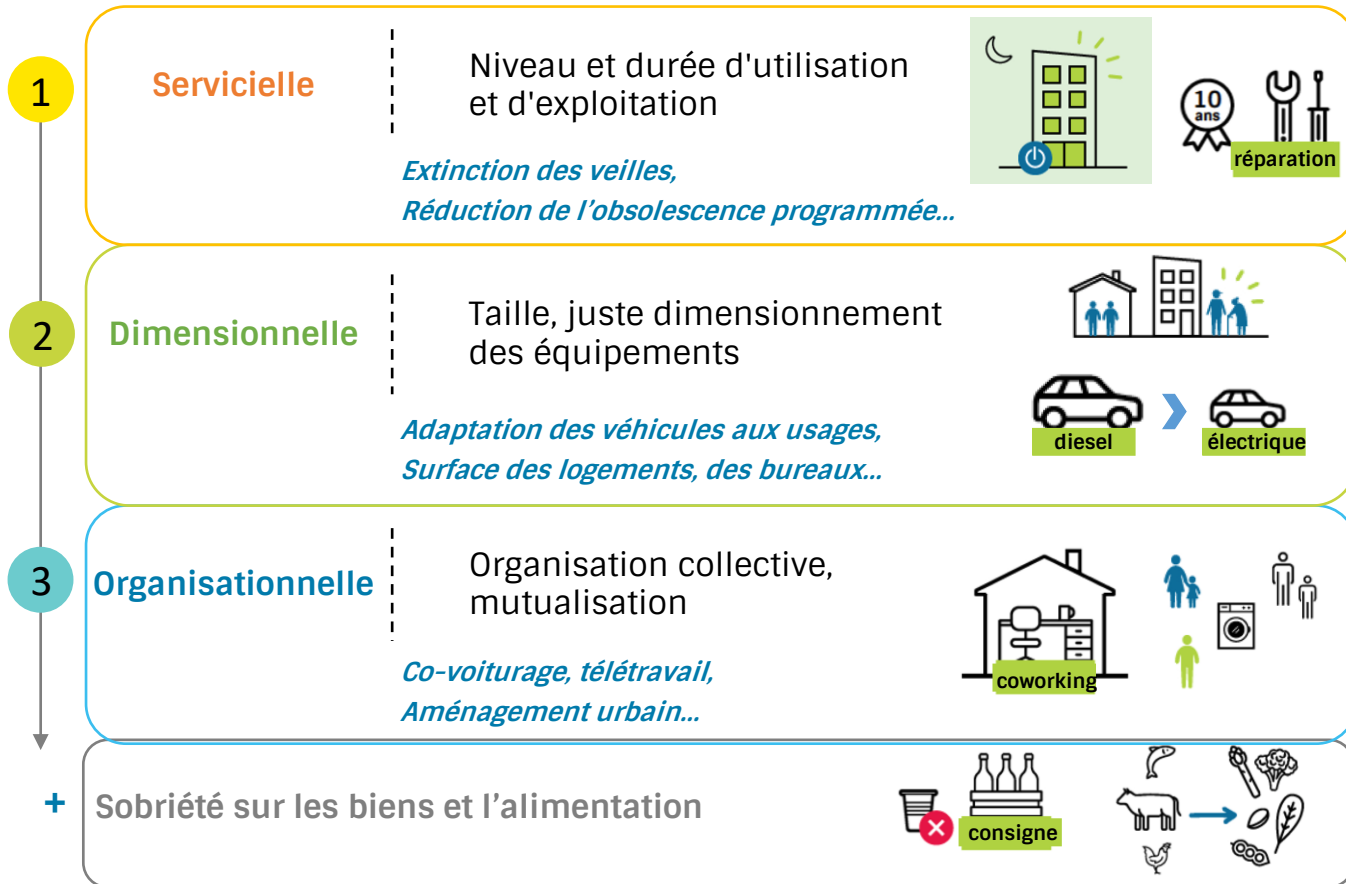 1
Servicielle
Niveau et durée d'utilisation
et d'exploitation
Extinction des veilles,
Réduction de l’obsolescence programmée…
10
ans
réparation
2
Dimensionnelle
Taille, juste dimensionnement
des équipements
Adaptation des véhicules aux usages,
Surface des logements, des bureaux…
diesel
électrique
3
Organisationnelle
Organisation collective,
mutualisation
Co-voiturage, télétravail,
Aménagement urbain…
coworking
+
Sobriété sur les biens et l’alimentation
consigne